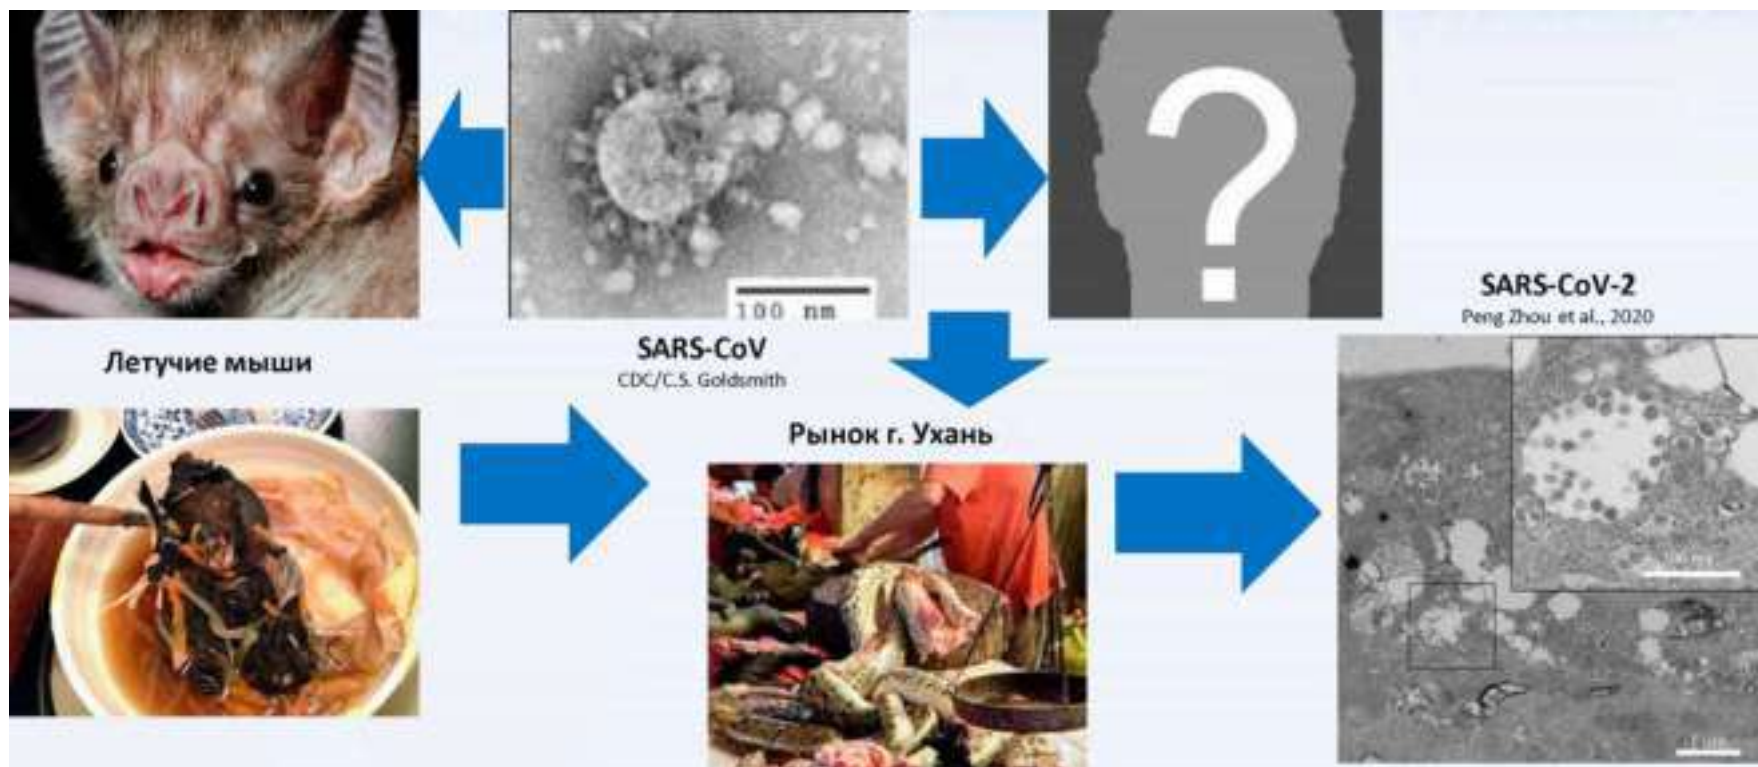 ?
100 nm
SARS-CoV-2
Peng Zhou et al., 2020
SARS-CoV
CDC/C.S. Goldsmith
Летучие мыши
Рынок г. Ухань